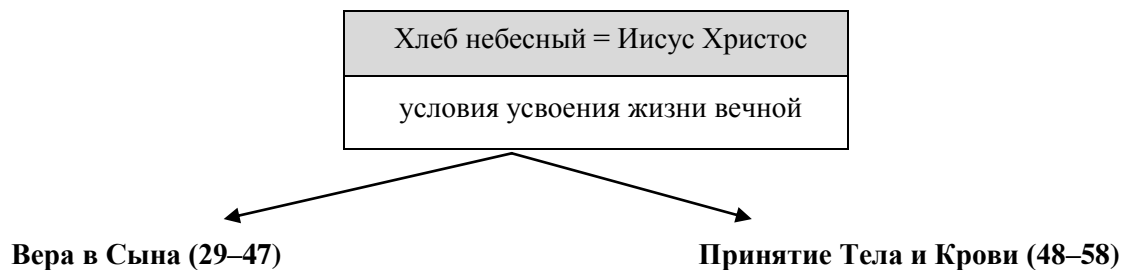 Хлеб небесный = Иисус Христос
условия усвоения жизни вечной
Вера в Сына (29–47)
Принятие Тела и Крови (48–58)